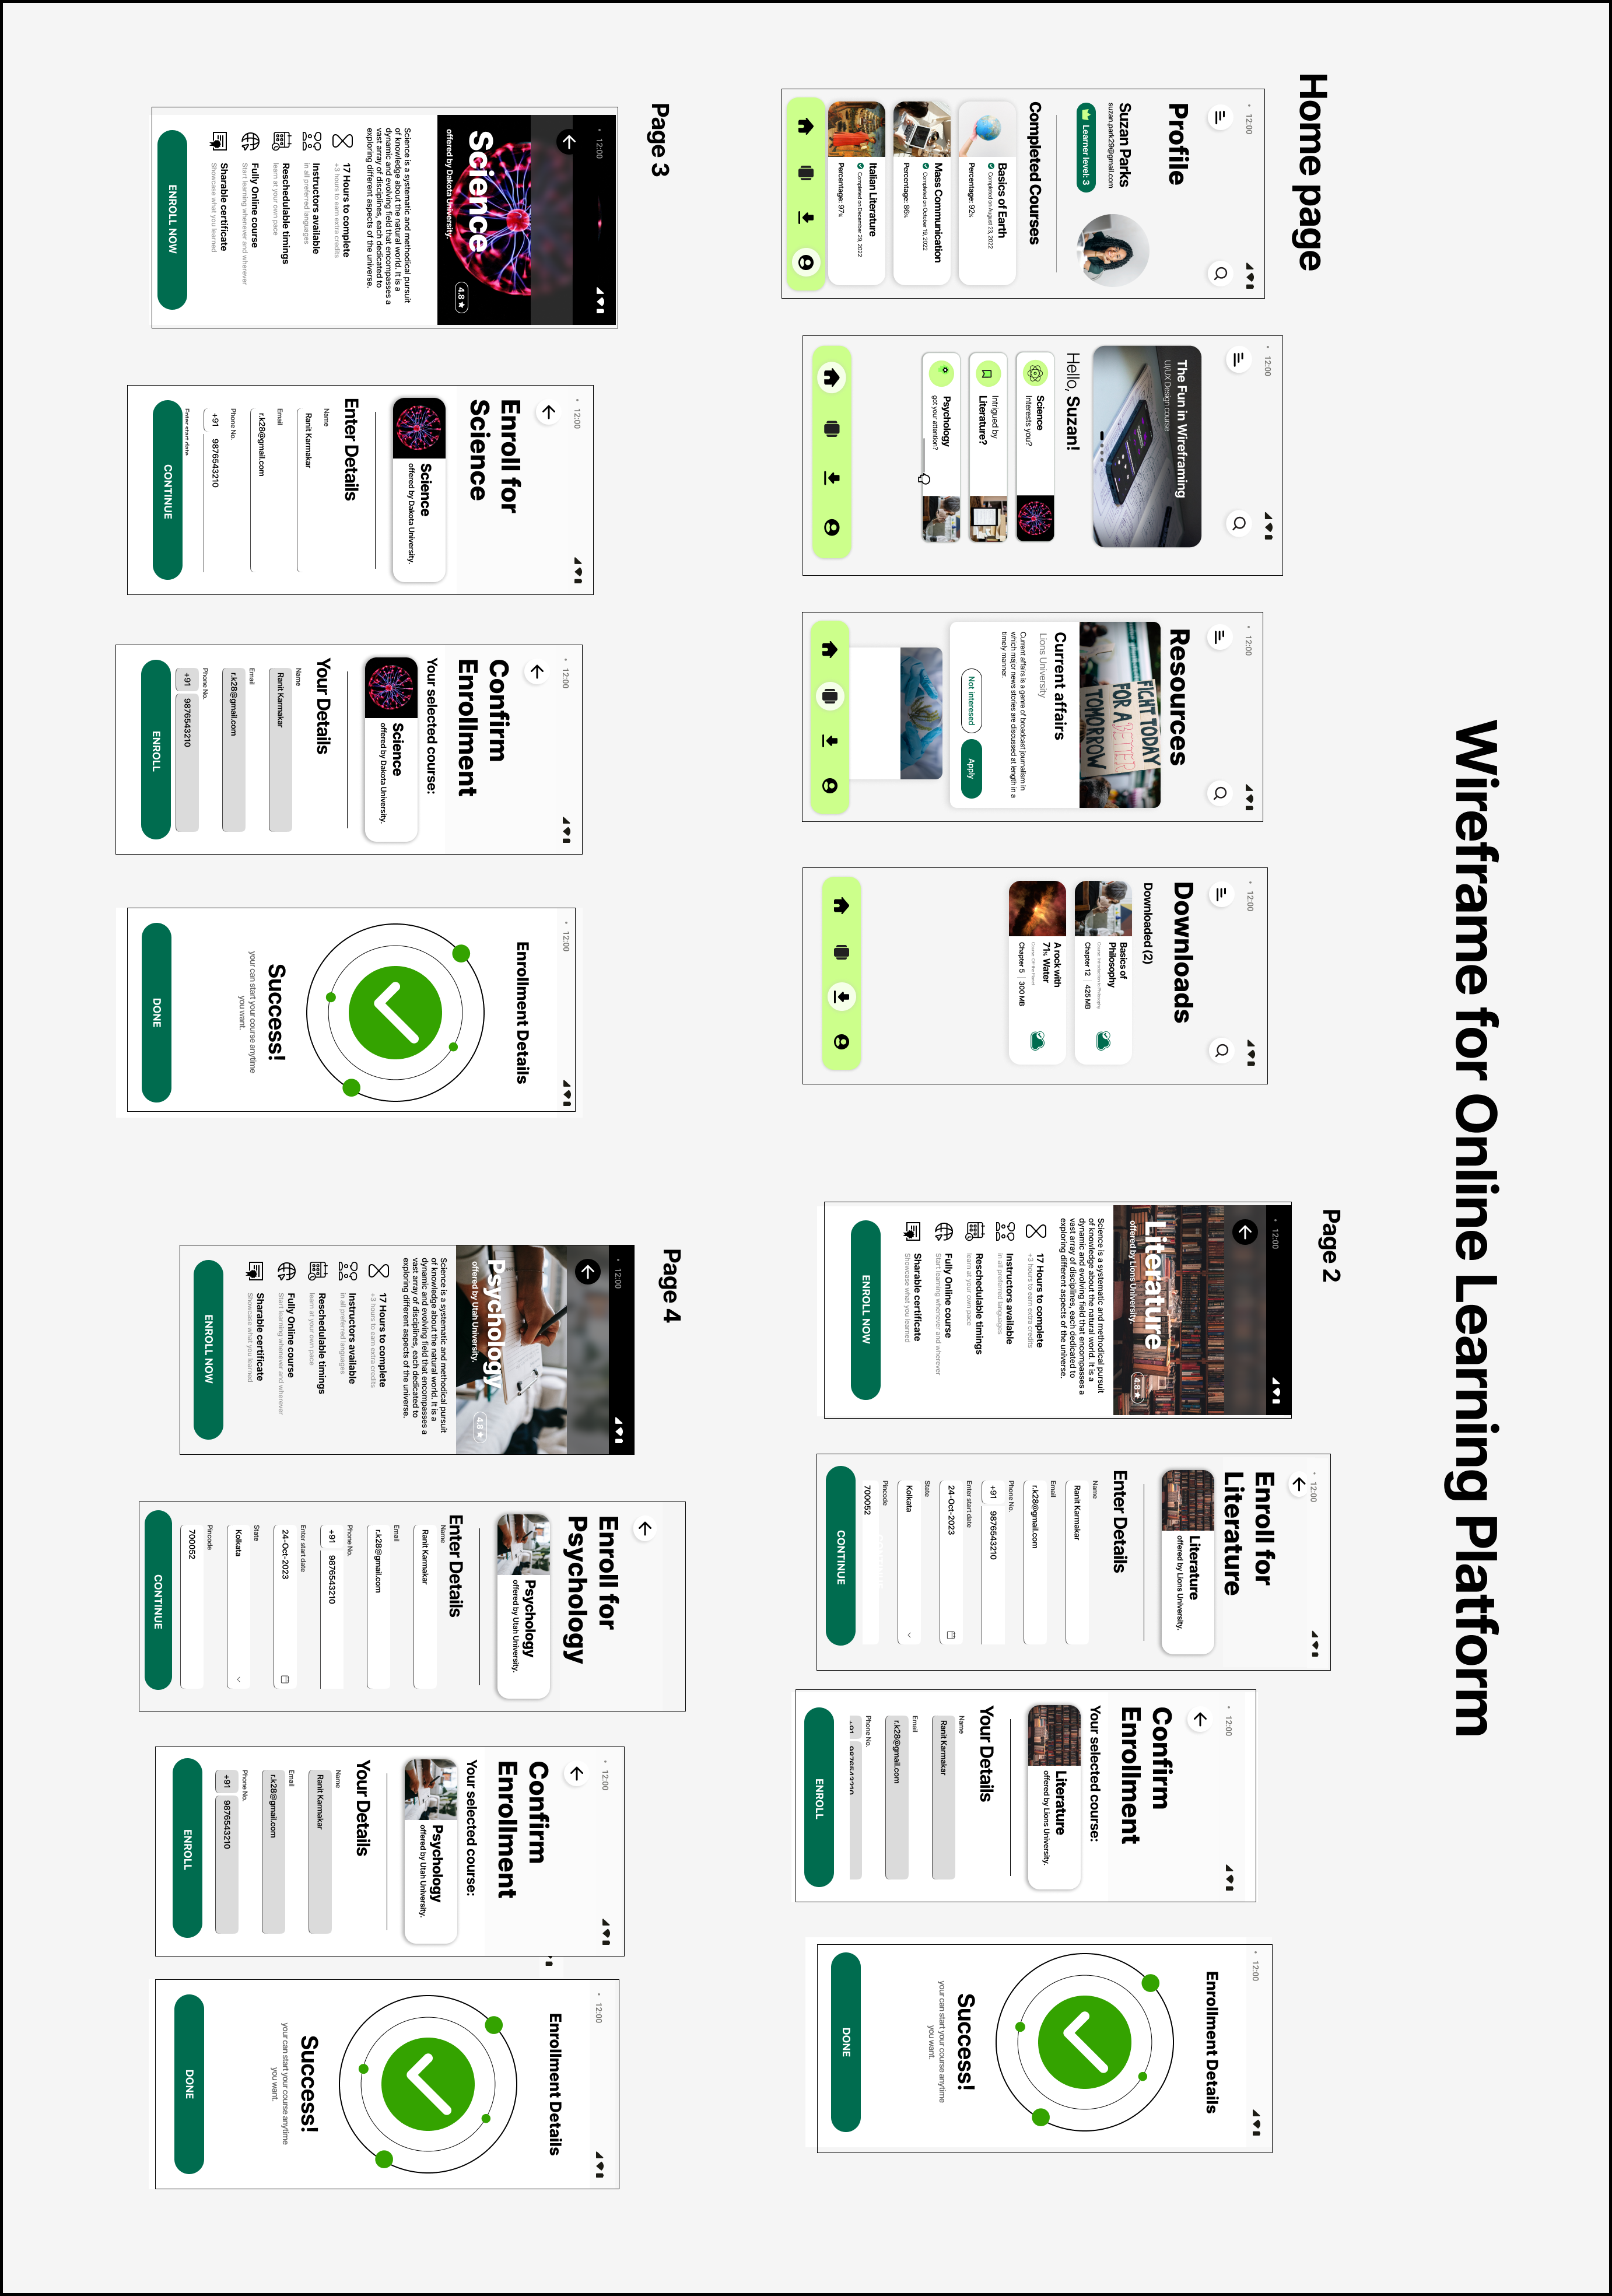 Wireframe for Online Learning Platform
Home page
12:00
Profile
Suzan Parks
suzan.park29@gmail.com
Learner level: 3
Completed Courses
Basics of Earth
Completed on August 23, 2022
Percentage: 92%
Mass Communication
Completed on October 19, 2022
Percentage: 86%
Italian Literature
Completed on December 29, 2022
Percentage: 97%
12:00
The Fun in Wireframing
UI/UX Design course
Hello, Suzan!
Science
Interests you?
Intrigued by
Literature?
Psychology
got your attention?
12:00
Resources
FIGHT TODAY
FOR A BETTER
TOMORROW
Current affairs
Lions University
Current affairs is a genre of broadcast journalism in
which major news stories are discussed at length in a
timely manner.
Not interesed
Apply
12:00
Downloads
Downloaded (2)
Basics of
Philosophy
Course: Introduction to Philosophy
Chapter 12 | 425 MB
A rock with
71% Water
Chapter 5 | 300 MB
Page 2
12:00
Literature
offered by Lions University.
4.8 ★
Science is a systematic and methodical pursuit
of knowledge about the natural world. It is a
dynamic and evolving field that encompasses a
vast array of disciplines, each dedicated to
exploring different aspects of the universe.
17 Hours to complete
+3 hours to earn extra credits
Instructors available
in all preferred languages
Reschedulable timings
learn at your own pace
Fully Online course
Start learning whenever and wherever
Sharable certificate
Showcase what you learned
ENROLL NOW
12:00
Enroll for
Literature
Literature
offered by Lions University.
Enter Details
Name
Ranit Karmakar
Email
r.k28@gmail.com
Phone No.
+91 9876543210
Enter start date
24-Oct-2023
State
Kolkata
Pincode
700052
CONTINUE
12:00
Confirm
Enrollment
Your selected course:
Literature
offered by Lions University.
Your Details
Name
Ranit Karmakar
Email
r.k28@gmail.com
Phone No.
+91 9876543210
ENROLL
12:00
Enrollment Details
Success!
your can start your course anytime
you want.
DONE
Page 3
12:00
Science
offered by Dakota University.
4.8 ★
Science is a systematic and methodical pursuit
of knowledge about the natural world. It is a
dynamic and evolving field that encompasses a
vast array of disciplines, each dedicated to
exploring different aspects of the universe.
17 Hours to complete
+3 hours to earn extra credits
Instructors available
in all preferred languages
Reschedulable timings
learn at your own pace
Fully Online course
Start learning whenever and wherever
Sharable certificate
Showcase what you learned
ENROLL NOW
12:00
Enroll for
Science
Science
offered by Dakota University.
Enter Details
Name
Ranit Karmakar
Email
r.k28@gmail.com
Phone No.
+91 9876543210
Enter start date
CONTINUE
12:00
Confirm
Enrollment
Your selected course:
Science
offered by Dakota University.
Your Details
Name
Ranit Karmakar
Email
r.k28@gmail.com
Phone No.
+91 9876543210
ENROLL
12:00
Enrollment Details
Success!
your can start your course anytime
you want.
DONE
Page 4
12:00
Psychology
offered by Utah University.
4.8 ★
Science is a systematic and methodical pursuit
of knowledge about the natural world. It is a
dynamic and evolving field that encompasses a
vast array of disciplines, each dedicated to
exploring different aspects of the universe.
17 Hours to complete
+3 hours to earn extra credits
Instructors available
in all preferred languages
Reschedulable timings
learn at your own pace
Fully Online course
Start learning whenever and wherever
Sharable certificate
Showcase what you learned
ENROLL NOW
Enroll for
Psychology
Psychology
offered by Utah University.
Enter Details
Name
Ranit Karmakar
Email
r.k28@gmail.com
Phone No.
+91 9876543210
Enter start date
24-Oct-2023
State
Kolkata
Pincode
700052
CONTINUE
12:00
Confirm
Enrollment
Your selected course:
Psychology
offered by Utah University.
Your Details
Name
Ranit Karmakar
Email
r.k28@gmail.com
Phone No.
+91 9876543210
ENROLL
12:00
Enrollment Details
Success!
your can start your course anytime
you want.
DONE